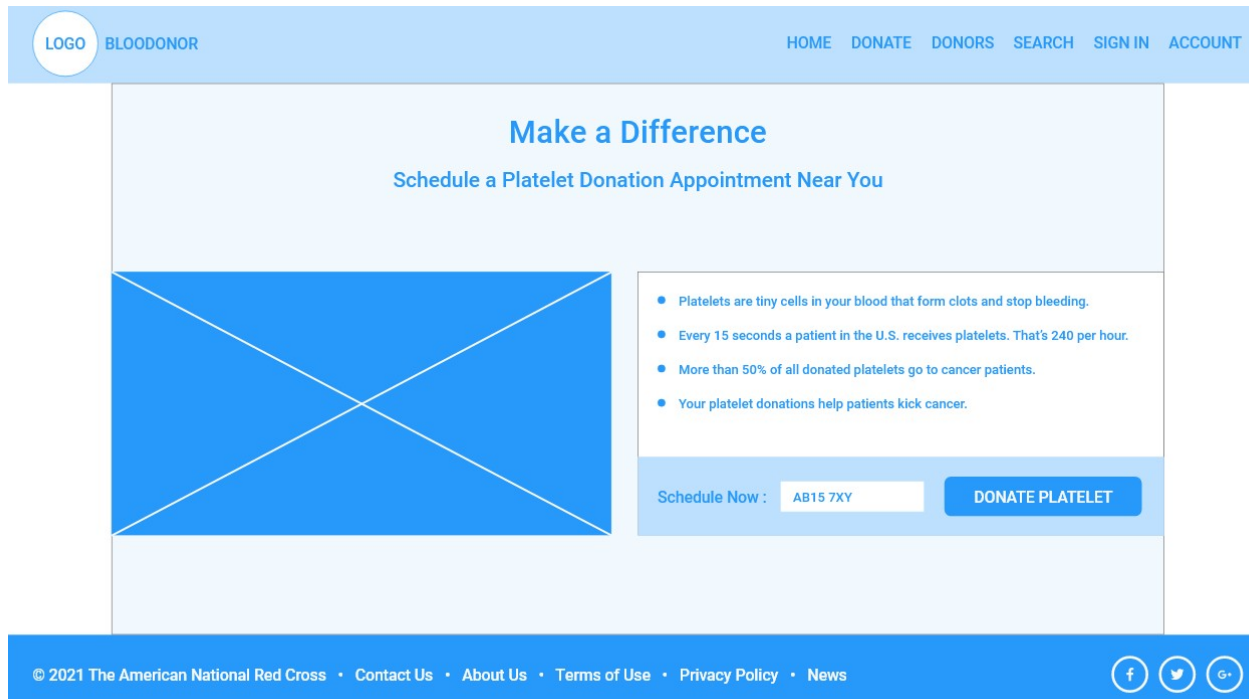 LOGO BLOODONOR HOME DONATE DONORS SEARCH SIGN IN ACCOUNT
Make a Difference
Schedule a Platelet Donation Appointment Near You
Platelets are tiny cells in your blood that form clots and stop bleeding.
Every 15 seconds a patient in the U.S. receives platelets. That's 240 per hour.
More than 50% of all donated platelets go to cancer patients.
Your platelet donations help patients kick cancer.
Schedule Now : AB15 7XY DONATE PLATELET
© 2021 The American National Red Cross • Contact Us • About Us • Terms of Use • Privacy Policy • News f G+